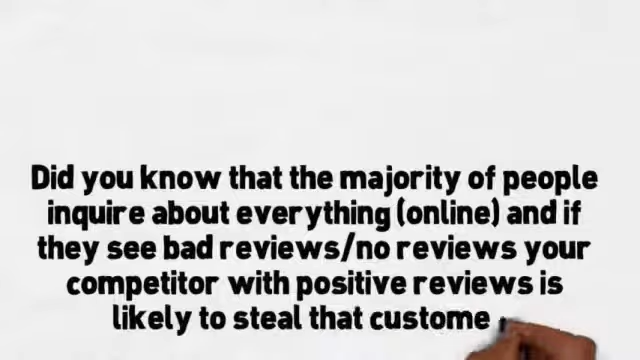 Did you know that the majority of people
inquire about everything (online) and if
they see bad reviews/no reviews your
competitor with positive reviews is
likely to steal that custome